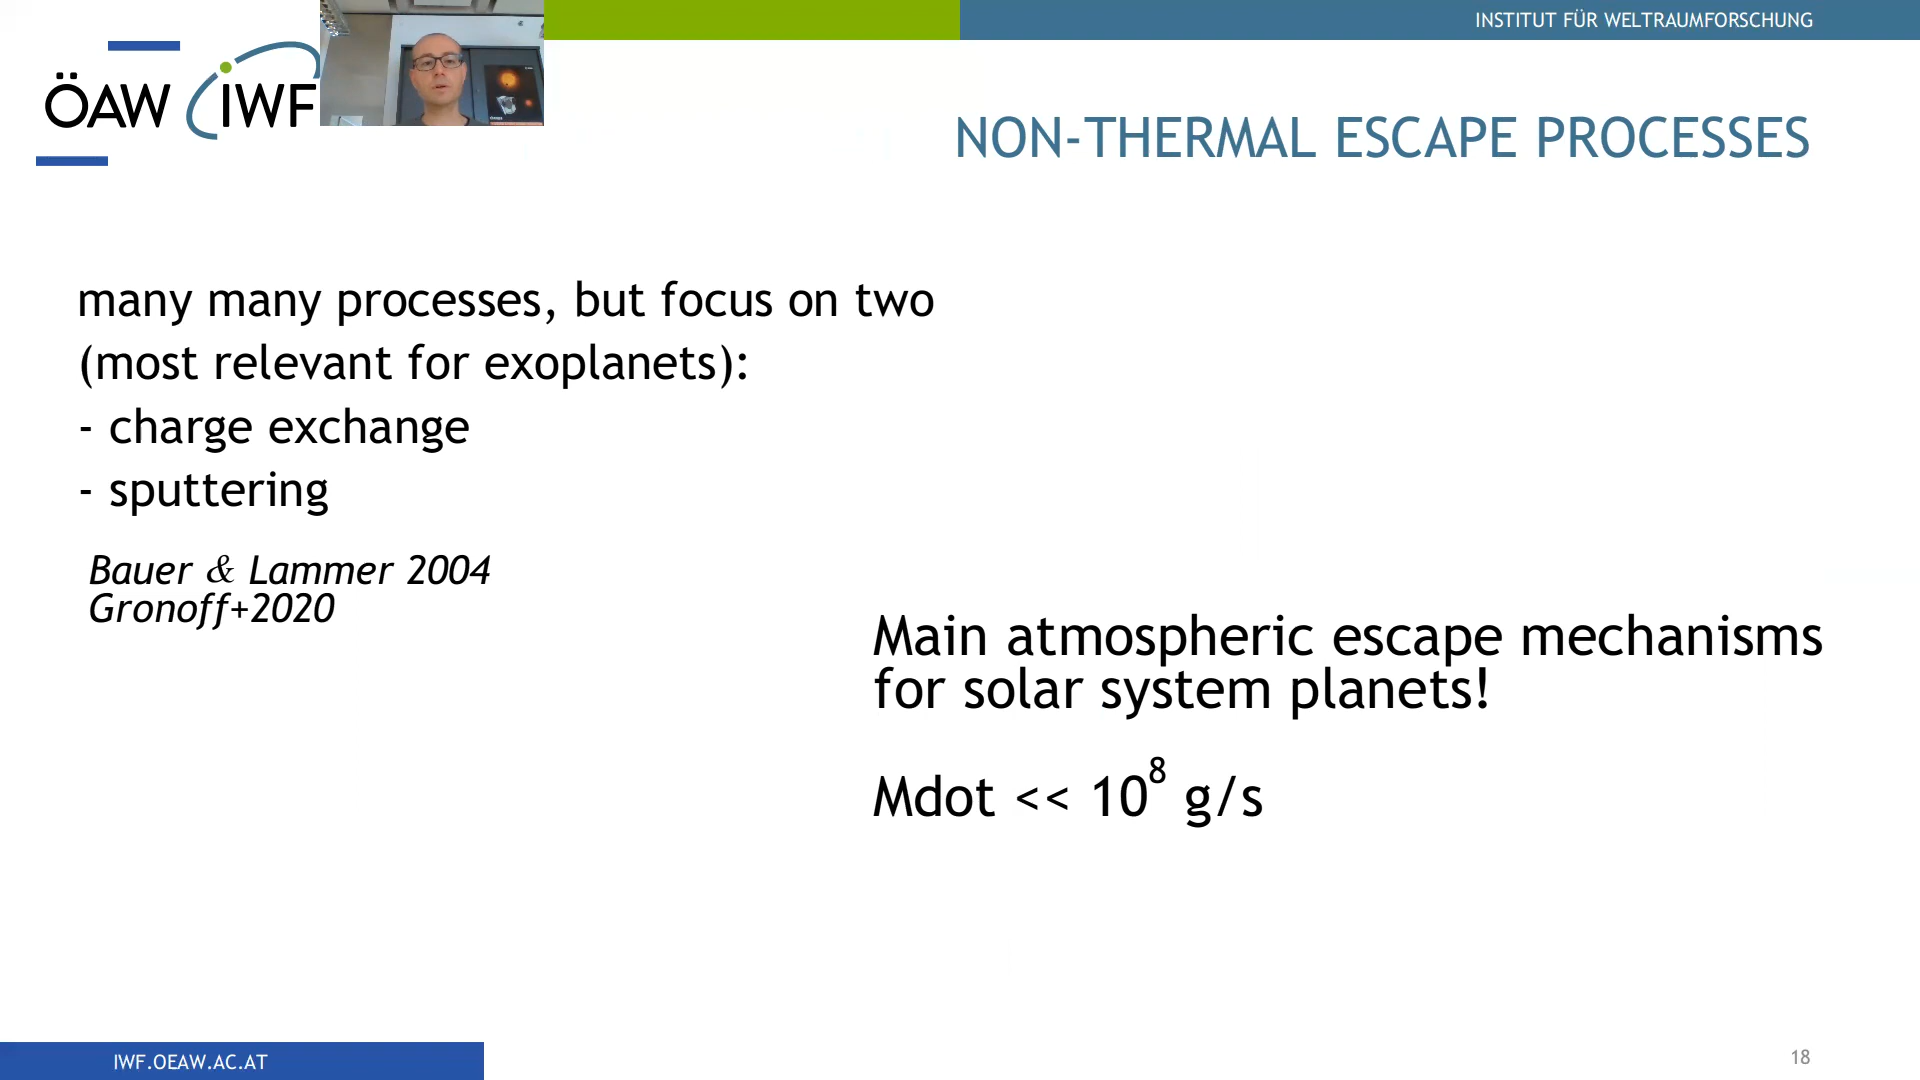 INSTITUT FÜR WELTRAUMFORSCHUNG
ÖAW IWF
NON-THERMAL ESCAPE PROCESSES
many many processes, but focus on two
(most relevant for exoplanets):
- charge exchange
- sputtering
Bauer & Lammer 2004
Gronoff+2020
Main atmospheric escape mechanisms
for solar system planets!
Mdot << 10⁸ g/s
IWF.OEAW.AC.AT
18